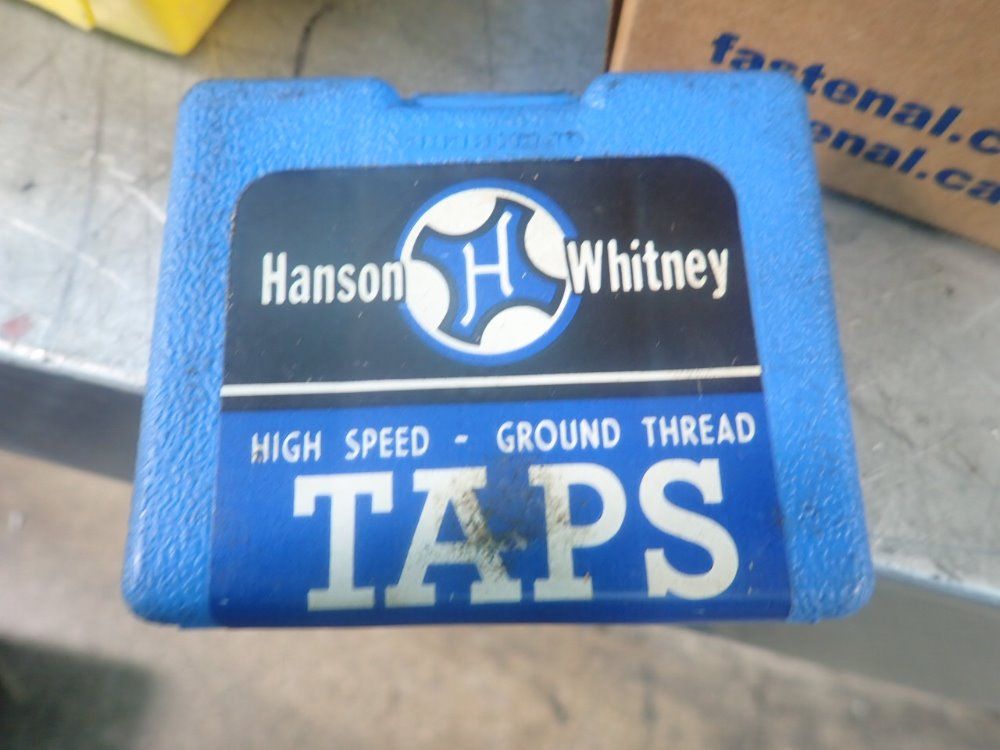 fastenal.c
enal.ca
Hanson H Whitney
HIGH SPEED - GROUND THREAD
TAPS